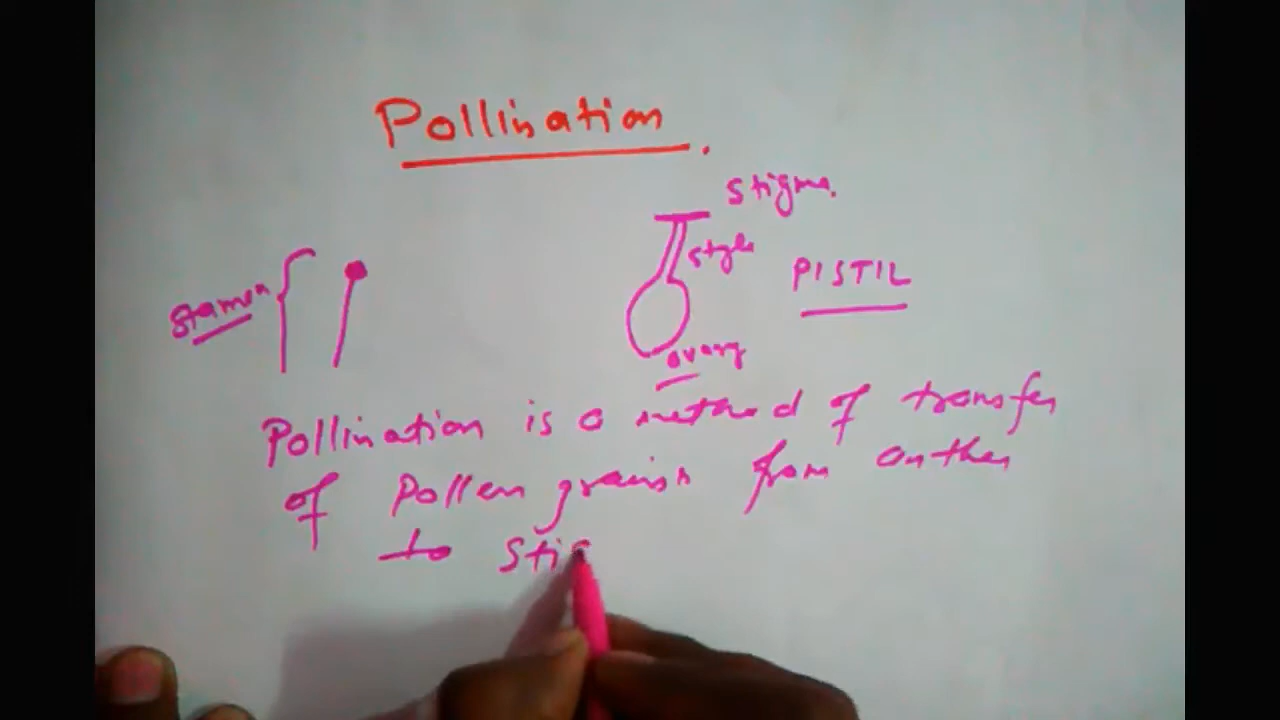 Pollination.
Stigma.
Style
PISTIL
Stamen
ovary
Pollination is a method of transfer
of Pollen grains from anther
to Stig